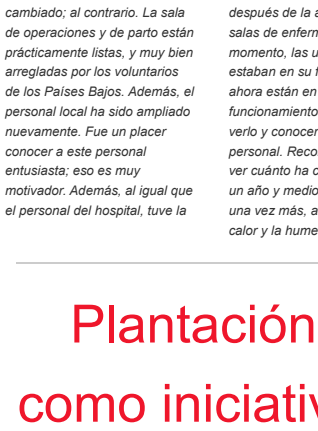 cambiado; al contrario. La sala
de operaciones y de parto están
prácticamente listas, y muy bien
arregladas por los voluntarios
de los Países Bajos. Además, el
personal local ha sido ampliado
nuevamente. Fue un placer
conocer a este personal
entusiasta; eso es muy
motivador. Además, al igual que
el personal del hospital, tuve la
después de la
salas de enferm
momento, las u
estaban en su f
ahora están en
funcionamiento
verlo y conocer
personal. Reco
ver cuánto ha c
un año y medio
una vez más, a
calor y la hume
Plantación
como iniciativ